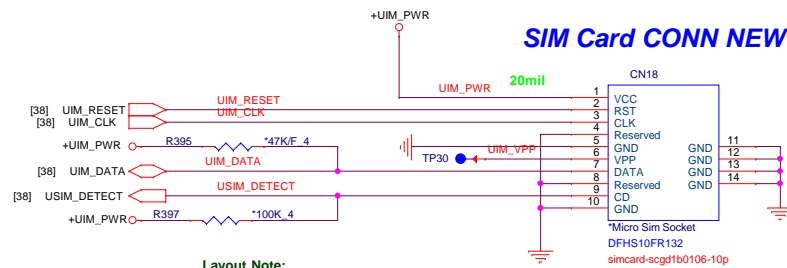 +UIM_PWR
SIM Card CONN NEW
CN18
UIM_PWR
20mil
[38] UIM_RESET
UIM_RESET
[38] UIM_CLK
UIM_CLK
+UIM_PWR
R395
*47K/F_4
[38] UIM_DATA
UIM_DATA
TP30
UIM_VPP
[38] USIM_DETECT
USIM_DETECT
+UIM_PWR
R397
*100K_4
1 VCC
2 RST
3 CLK
4 Reserved
5 GND
6 VPP
7 DATA
8 Reserved
9 CD
10 GND
GND 11
GND 12
GND 13
GND 14
*Micro Sim Socket
DFHS10FR132
simcard-scgd1b0106-10p
Layout Note: